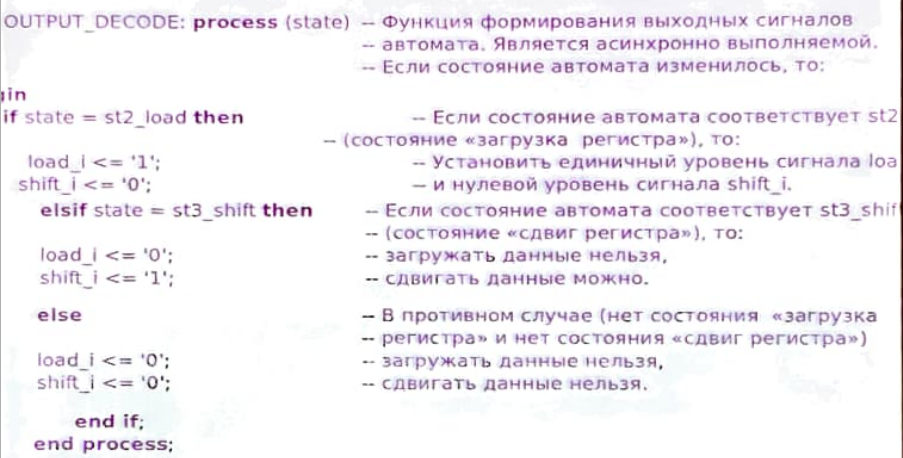 OUTPUT_DECODE: process (state) -- Функция формирования выходных сигналов
-- автомата. Является асинхронно выполняемой.
-- Если состояние автомата изменилось, то:
gin
if state = st2_load then -- Если состояние автомата соответствует st2
-- (состояние «загрузка регистра»), то:
load_i <= '1'; -- Установить единичный уровень сигнала loa
shift_i <= '0'; -- и нулевой уровень сигнала shift_i.
elsif state = st3_shift then -- Если состояние автомата соответствует st3_shif
-- (состояние «сдвиг регистра»), то:
load_i <= '0'; -- загружать данные нельзя,
shift_i <= '1'; -- сдвигать данные можно.
else -- В противном случае (нет состояния «загрузка
-- регистра» и нет состояния «сдвиг регистра»)
load_i <= '0'; -- загружать данные нельзя,
shift_i <= '0'; -- сдвигать данные нельзя.
end if;
end process;